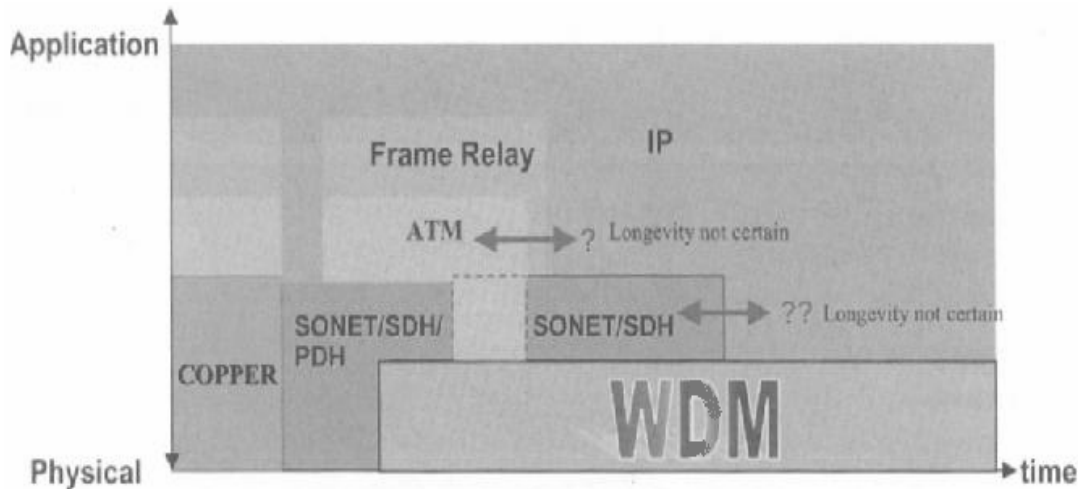 Application
Frame Relay
IP
ATM
? Longevity not certain
SONET/SDH/
PDH
SONET/SDH
?? Longevity not certain
COPPER
WDM
Physical
time